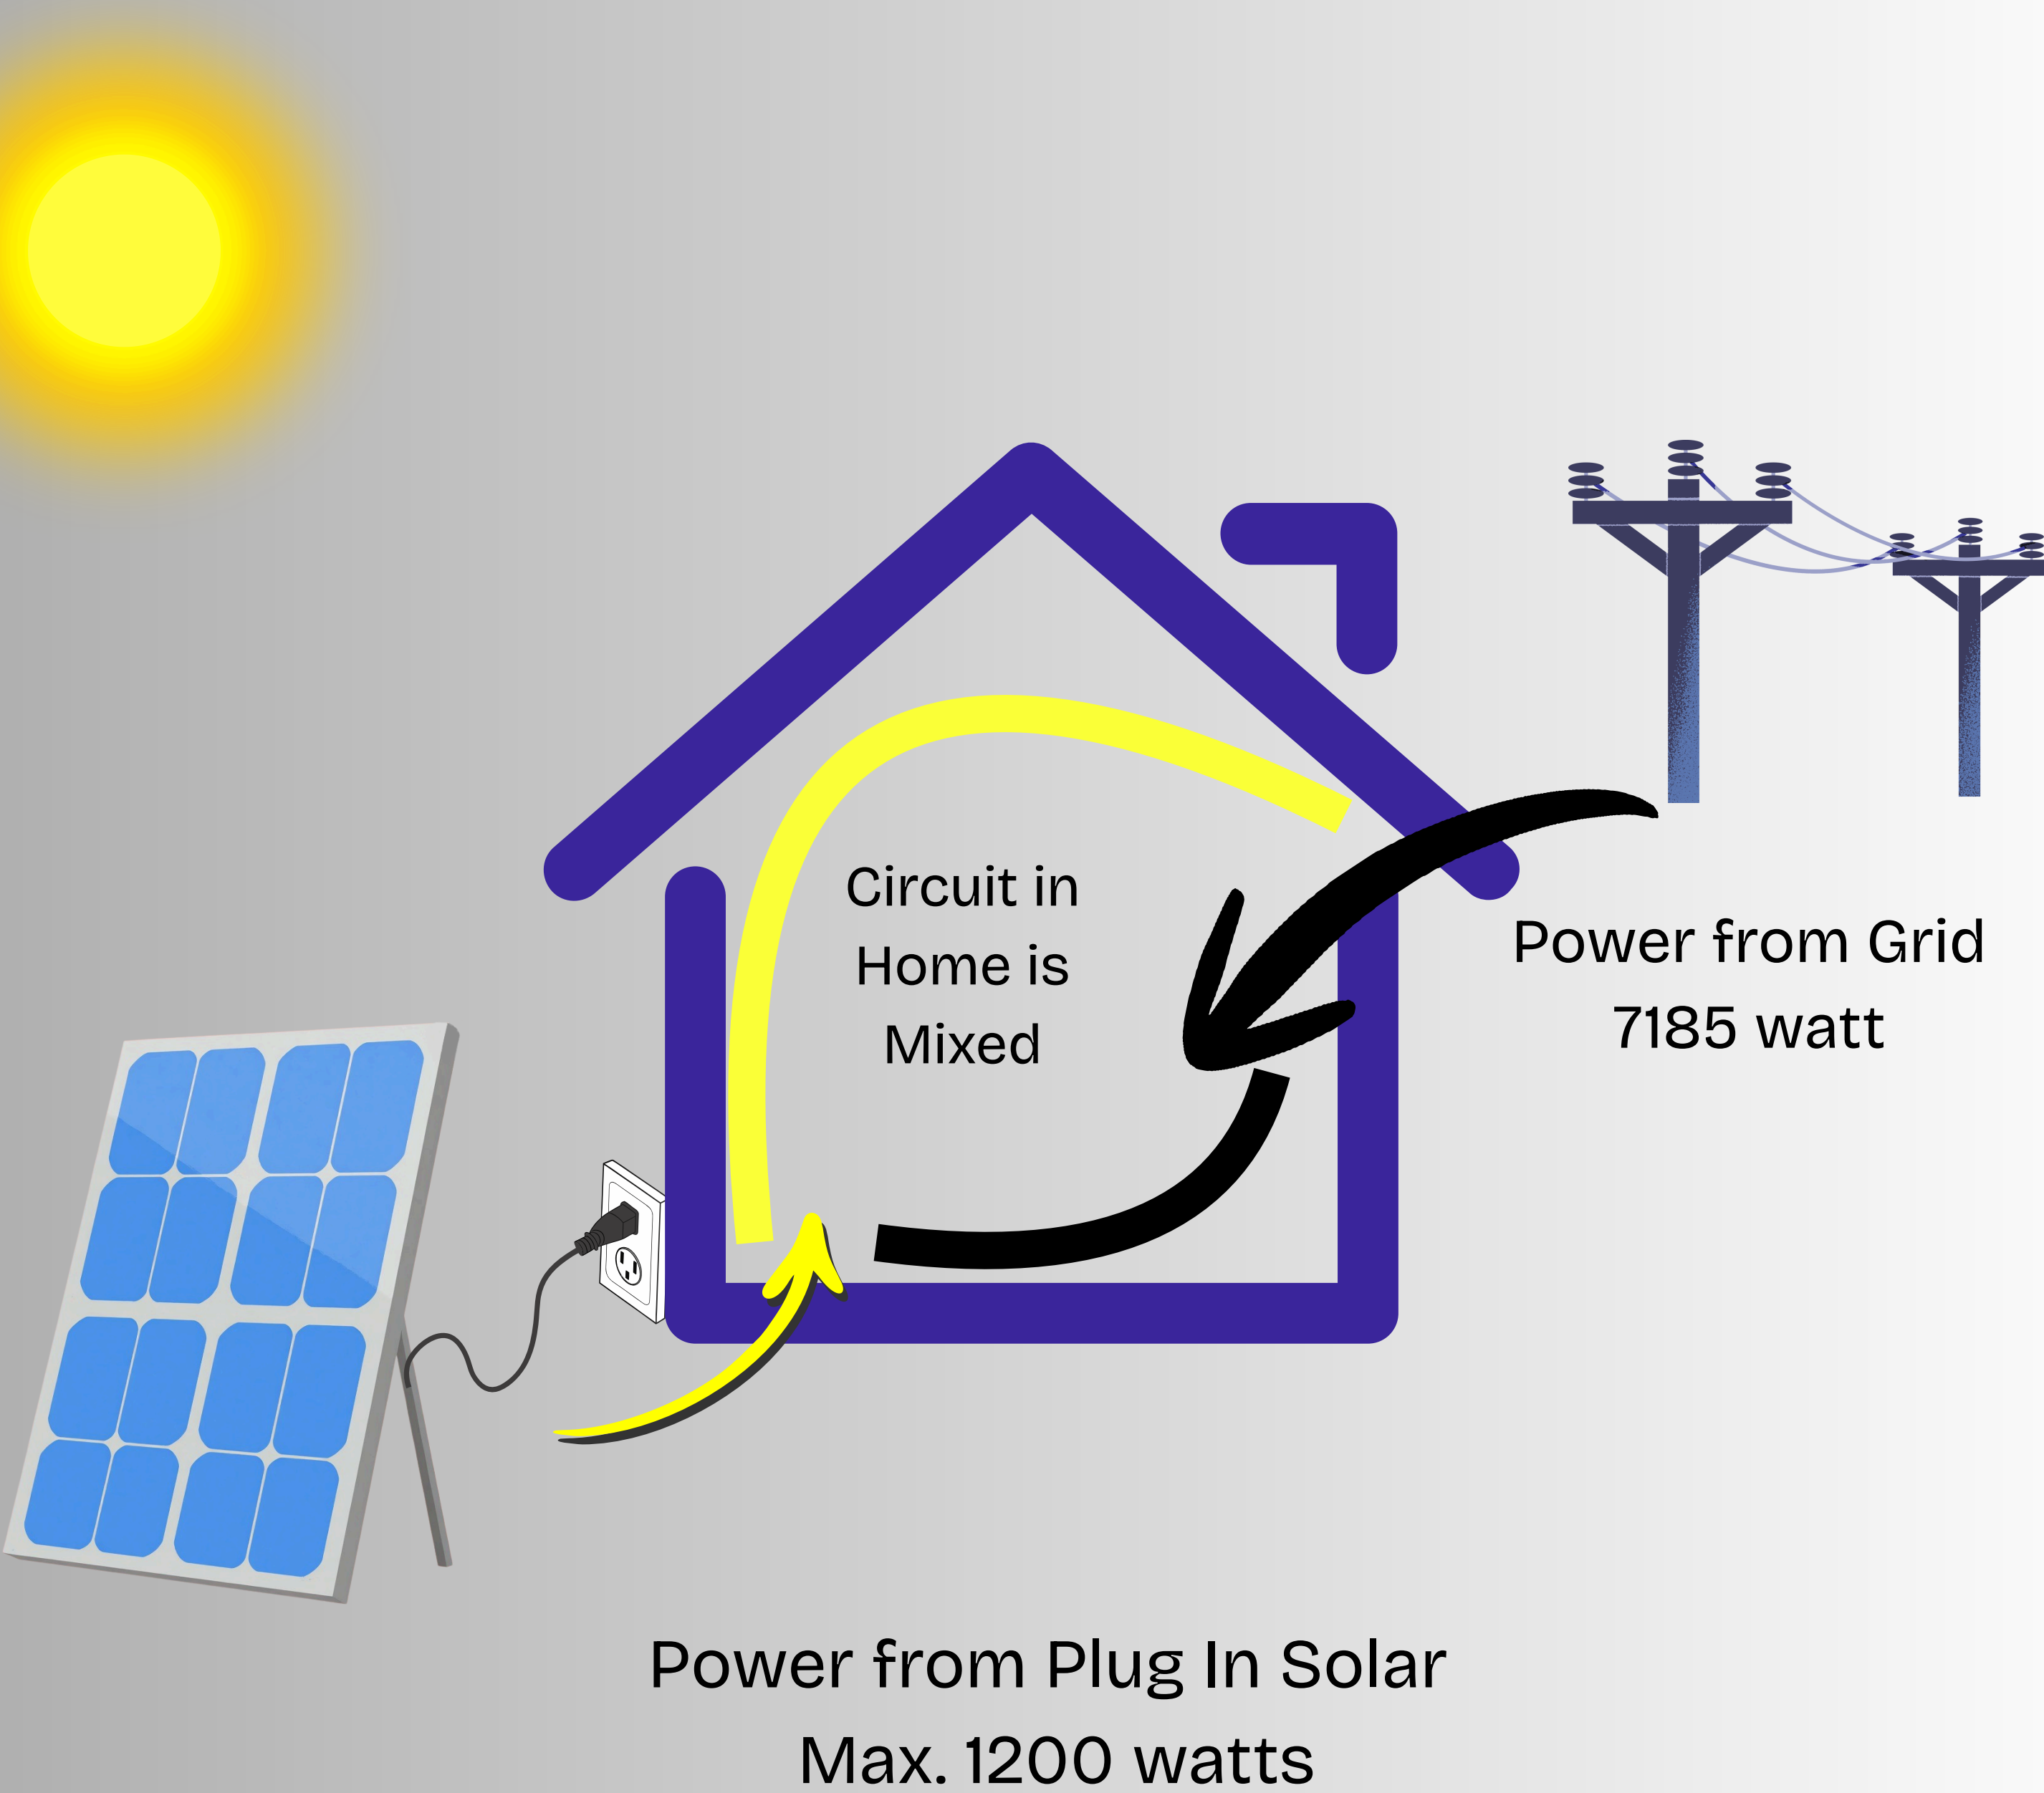 Circuit in
Home is
Mixed
Power from Grid
7185 watt
Power from Plug In Solar
Max. 1200 watts